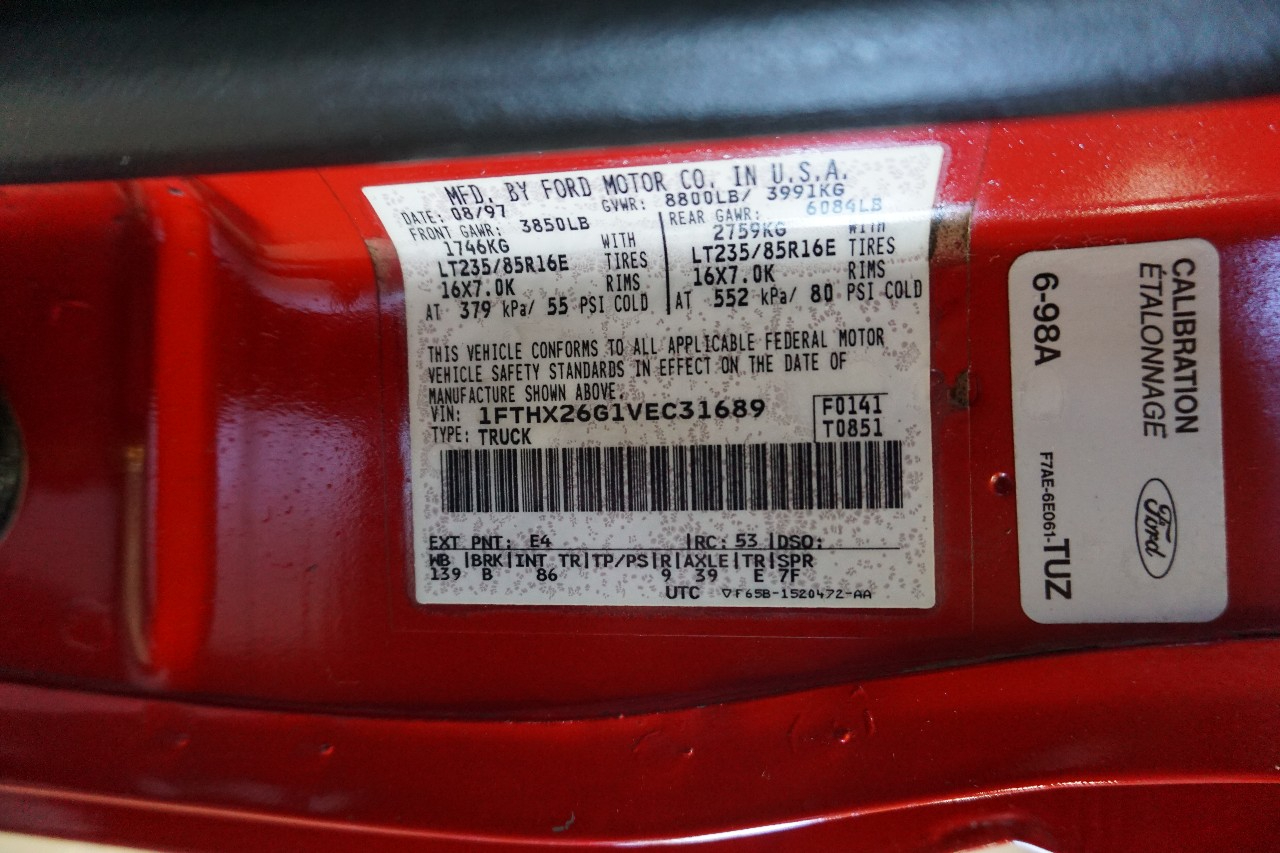 MFD. BY FORD MOTOR CO. IN U.S.A.
DATE: 08/97 GVWR: 8800LB/ 3991KG
FRONT GAWR: 3850LB
1746KG WITH
LT235/85R16E TIRES
16X7.0K RIMS
AT 379 kPa/ 55 PSI COLD
REAR GAWR: 6084LB
2759KG WITH
LT235/85R16E TIRES
16X7.0K RIMS
AT 552 kPa/ 80 PSI COLD
THIS VEHICLE CONFORMS TO ALL APPLICABLE FEDERAL MOTOR
VEHICLE SAFETY STANDARDS IN EFFECT ON THE DATE OF
MANUFACTURE SHOWN ABOVE.
VIN: 1FTHX26G1VEC31689 F0141
TYPE: TRUCK T0851
EXT PNT: E4 |RC: 53 |DSO:
WB |BRK|INT TR|TP/PS|R|AXLE|TR|SPR
139 B 86 9 39 E 7F
UTC ▽F65B-1520472-AA
CALIBRATION
ÉTALONNAGE
Ford
6-98A
F7AE-6E061-TUZ